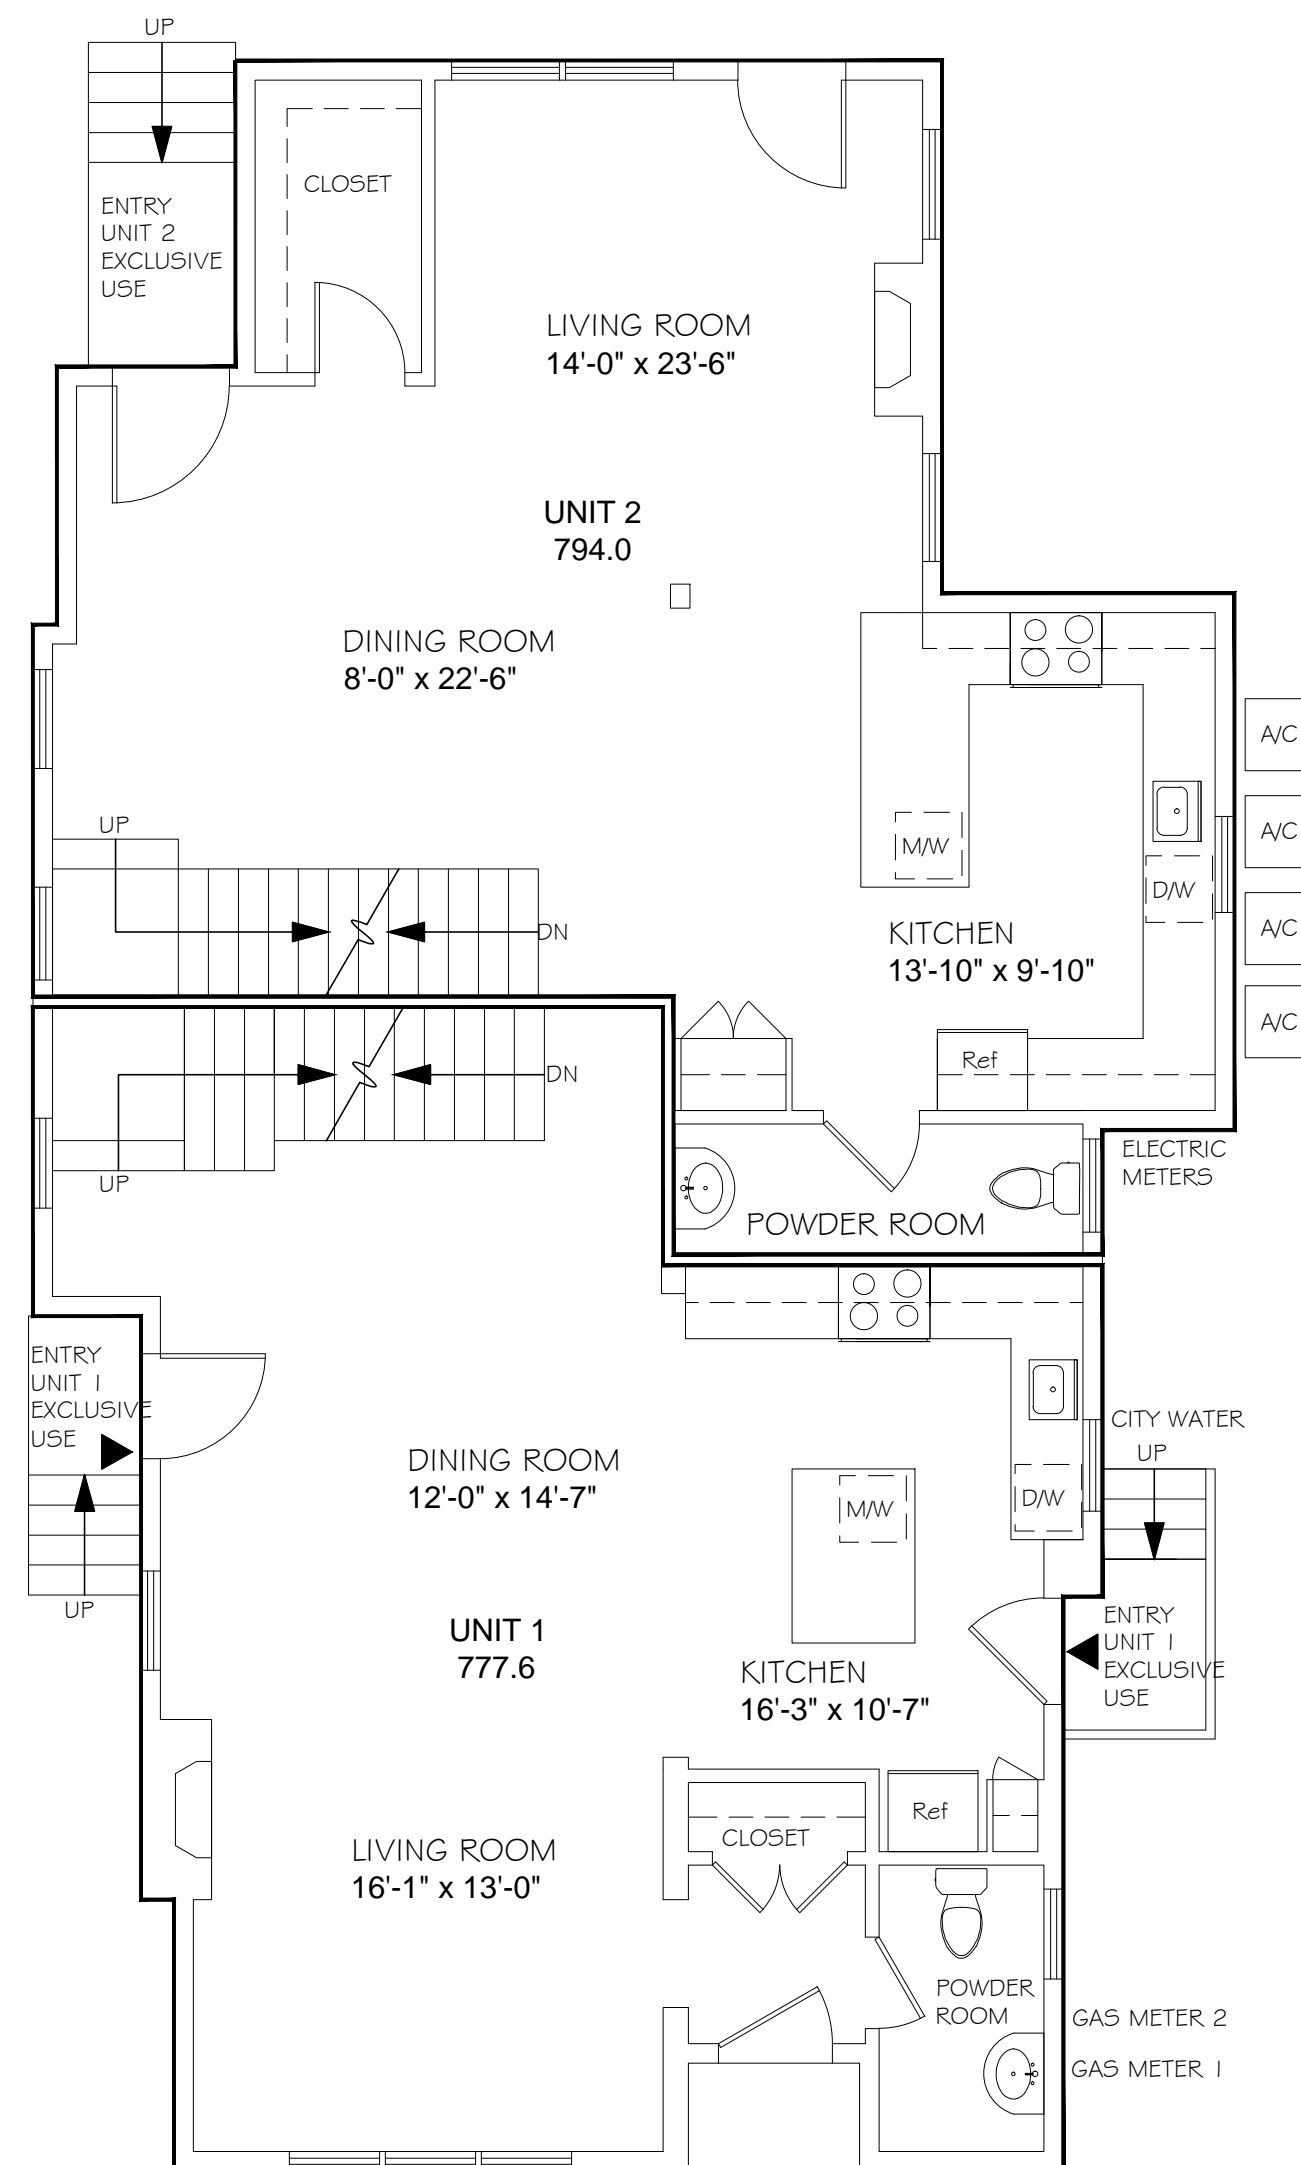 UP
ENTRY
UNIT 2
EXCLUSIVE
USE
CLOSET
LIVING ROOM
14'-0" x 23'-6"
UNIT 2
794.0
DINING ROOM
8'-0" x 22'-6"
A/C
A/C
A/C
A/C
UP
M/W
D/W
DN
KITCHEN
13'-10" x 9'-10"
Ref
DN
UP
ELECTRIC
METERS
POWDER ROOM
ENTRY
UNIT 1
EXCLUSIVE
USE
UP
CITY WATER
UP
DINING ROOM
12'-0" x 14'-7"
M/W
D/W
UNIT 1
777.6
ENTRY
UNIT 1
EXCLUSIVE
USE
KITCHEN
16'-3" x 10'-7"
Ref
CLOSET
LIVING ROOM
16'-1" x 13'-0"
POWDER
ROOM
GAS METER 2
GAS METER 1